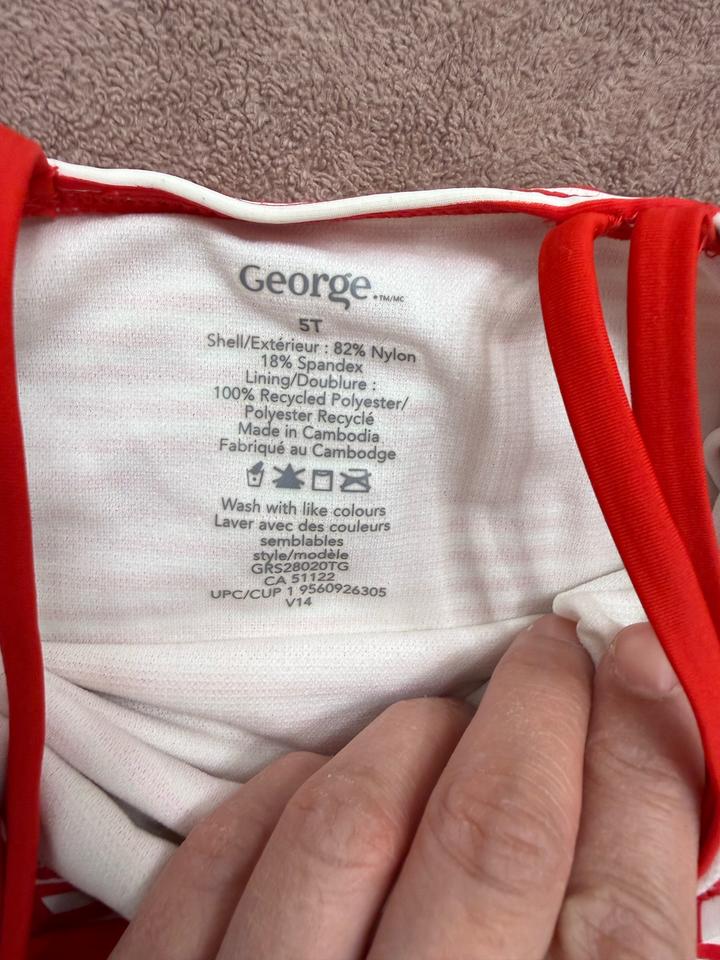 George.™/MC
5T
Shell/Extérieur : 82% Nylon
18% Spandex
Lining/Doublure :
100% Recycled Polyester/
Polyester Recyclé
Made in Cambodia
Fabriqué au Cambodge
Wash with like colours
Laver avec des couleurs
semblables
style/modèle
GRS28020TG
CA 51122
UPC/CUP 1 9560926305
V14